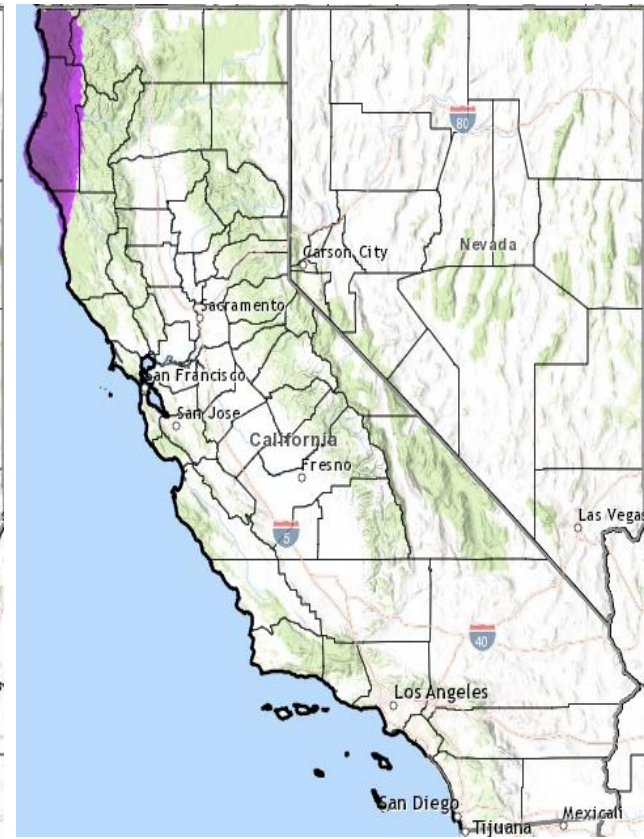 80
Carson City
Nevada
Sacramento
San Francisco
San Jose
California
Fresno
Las Vegas
5
40
Los Angeles
San Diego
Tijuana
Mexicali